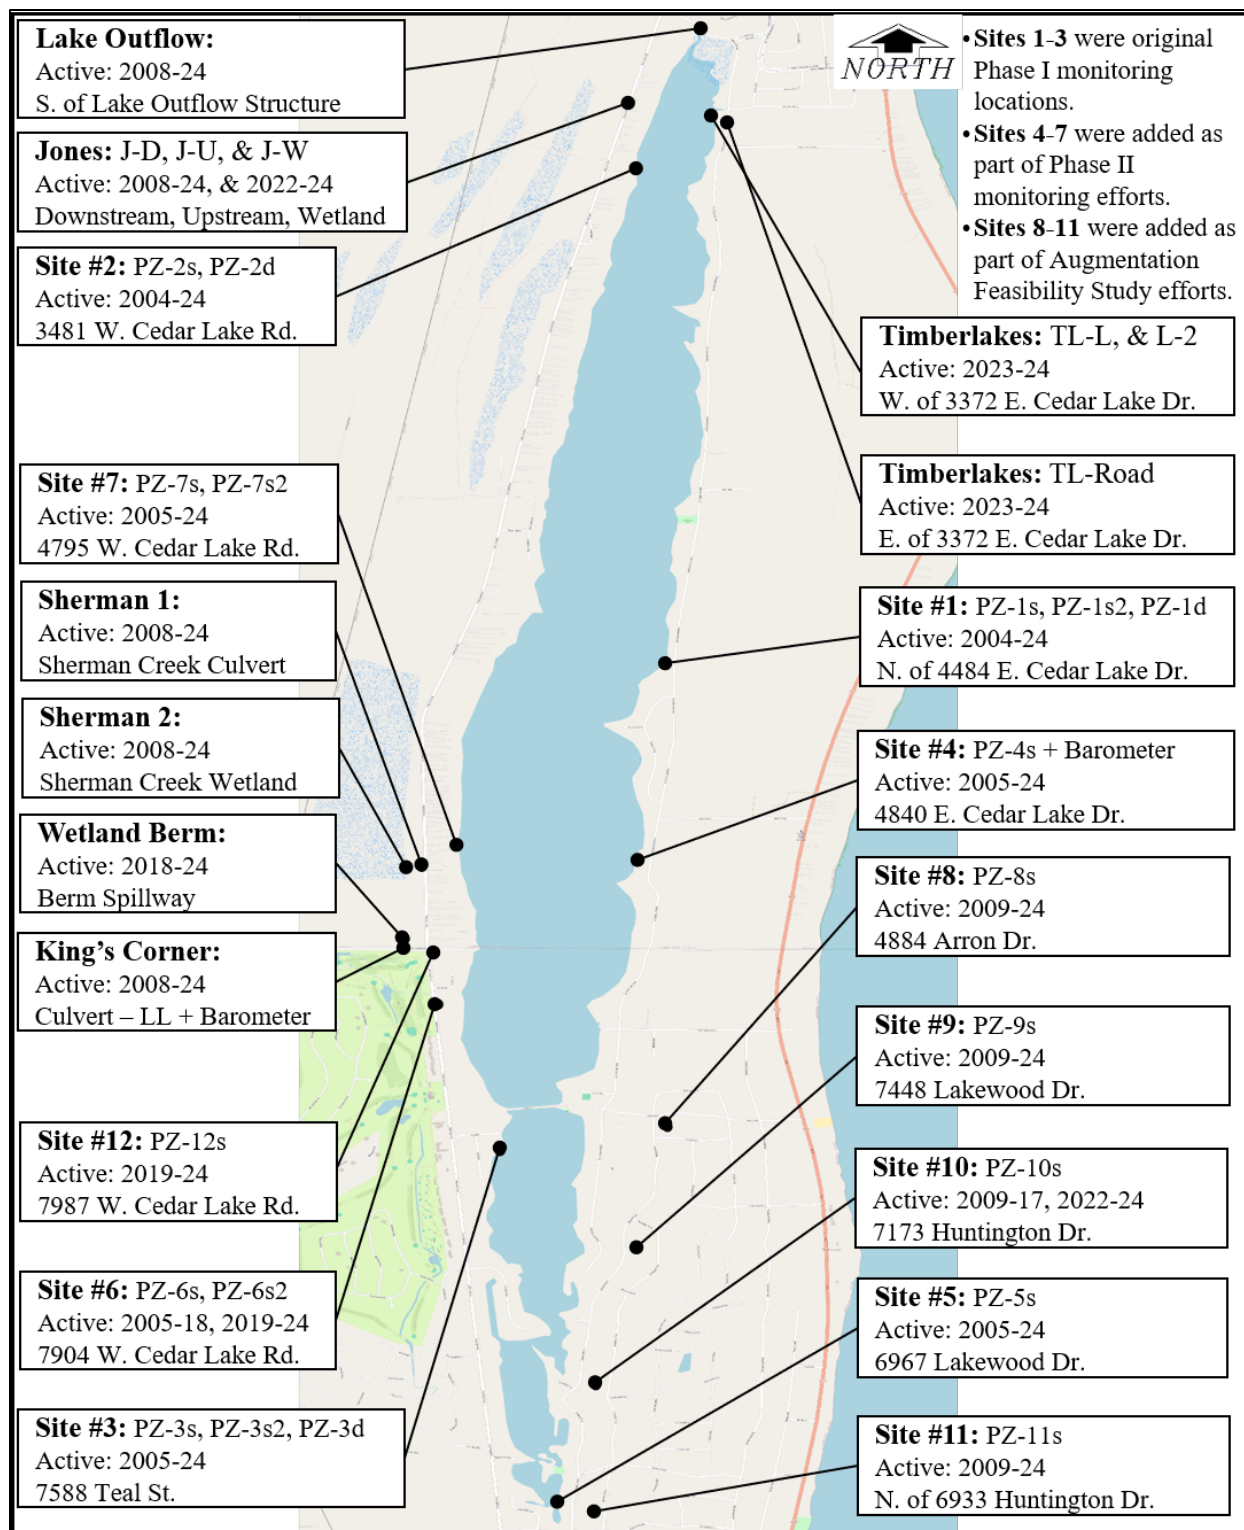 Lake Outflow:
Active: 2008-24
S. of Lake Outflow Structure
Jones: J-D, J-U, & J-W
Active: 2008-24, & 2022-24
Downstream, Upstream, Wetland
Site #2: PZ-2s, PZ-2d
Active: 2004-24
3481 W. Cedar Lake Rd.
Site #7: PZ-7s, PZ-7s2
Active: 2005-24
4795 W. Cedar Lake Rd.
Sherman 1:
Active: 2008-24
Sherman Creek Culvert
Sherman 2:
Active: 2008-24
Sherman Creek Wetland
Wetland Berm:
Active: 2018-24
Berm Spillway
King's Corner:
Active: 2008-24
Culvert – LL + Barometer
Site #12: PZ-12s
Active: 2019-24
7987 W. Cedar Lake Rd.
Site #6: PZ-6s, PZ-6s2
Active: 2005-18, 2019-24
7904 W. Cedar Lake Rd.
Site #3: PZ-3s, PZ-3s2, PZ-3d
Active: 2005-24
7588 Teal St.
NORTH
• Sites 1-3 were original
Phase I monitoring
locations.
• Sites 4-7 were added as
part of Phase II
monitoring efforts.
• Sites 8-11 were added as
part of Augmentation
Feasibility Study efforts.
Timberlakes: TL-L, & L-2
Active: 2023-24
W. of 3372 E. Cedar Lake Dr.
Timberlakes: TL-Road
Active: 2023-24
E. of 3372 E. Cedar Lake Dr.
Site #1: PZ-1s, PZ-1s2, PZ-1d
Active: 2004-24
N. of 4484 E. Cedar Lake Dr.
Site #4: PZ-4s + Barometer
Active: 2005-24
4840 E. Cedar Lake Dr.
Site #8: PZ-8s
Active: 2009-24
4884 Arron Dr.
Site #9: PZ-9s
Active: 2009-24
7448 Lakewood Dr.
Site #10: PZ-10s
Active: 2009-17, 2022-24
7173 Huntington Dr.
Site #5: PZ-5s
Active: 2005-24
6967 Lakewood Dr.
Site #11: PZ-11s
Active: 2009-24
N. of 6933 Huntington Dr.